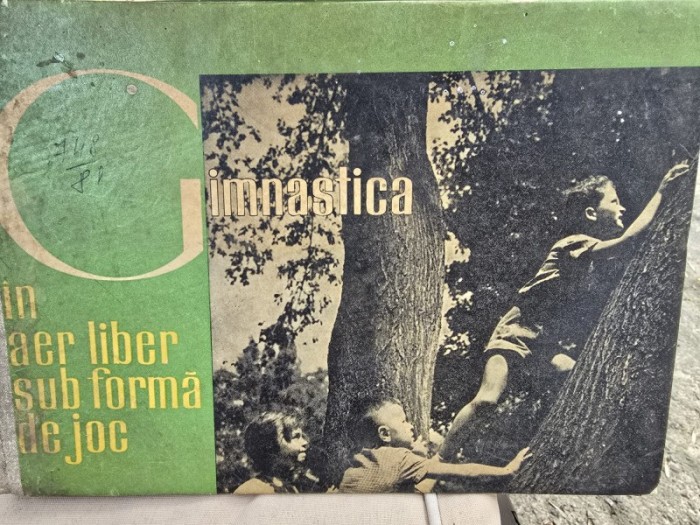 Gimnastica
in
aer liber
sub formă
de joc